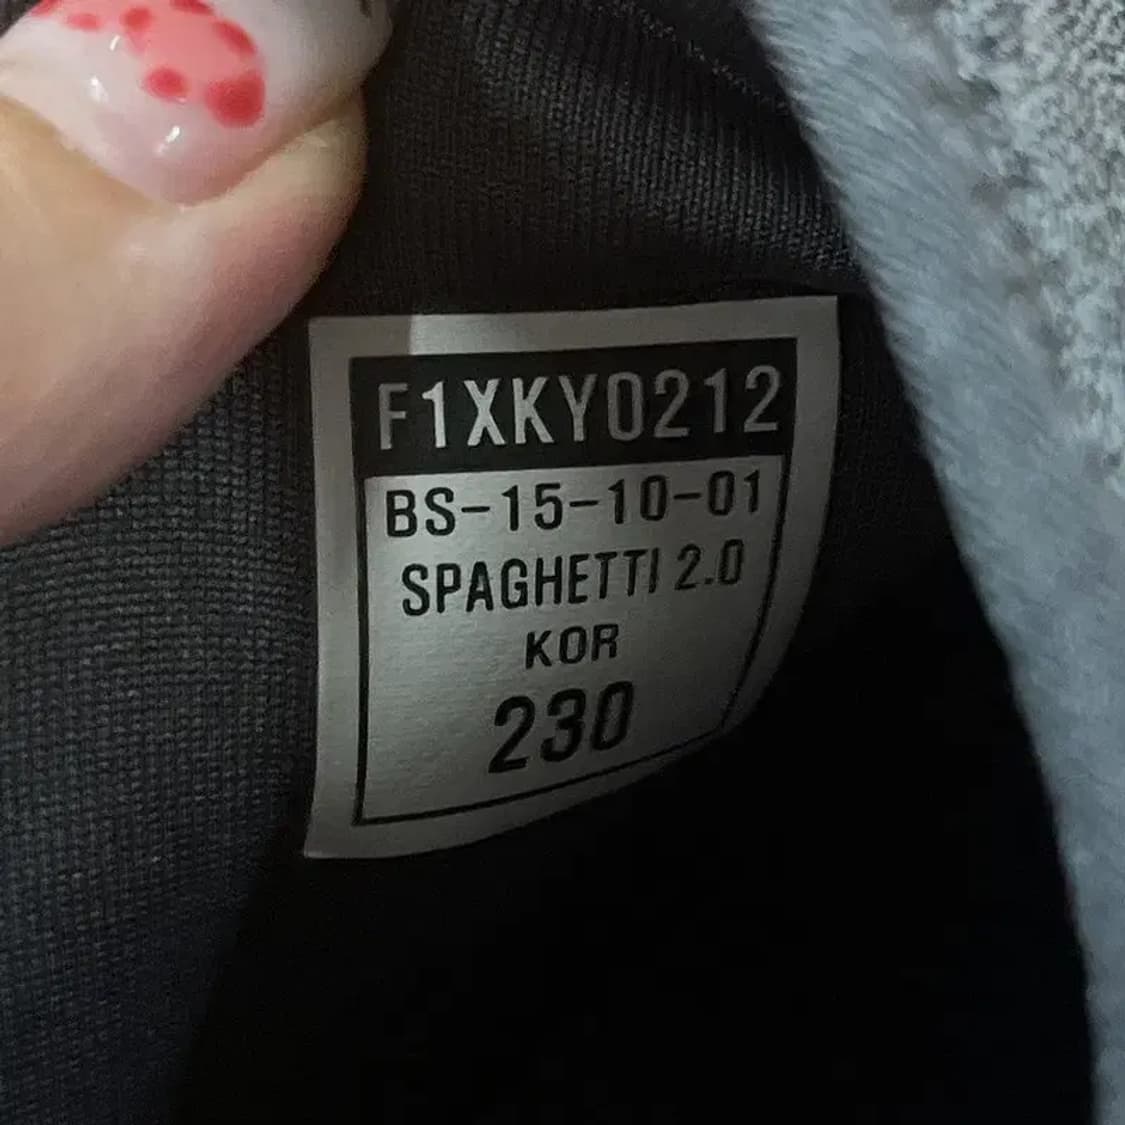 F1XKY0212
BS-15-10-01
SPAGHETTI 2.0
KOR
230